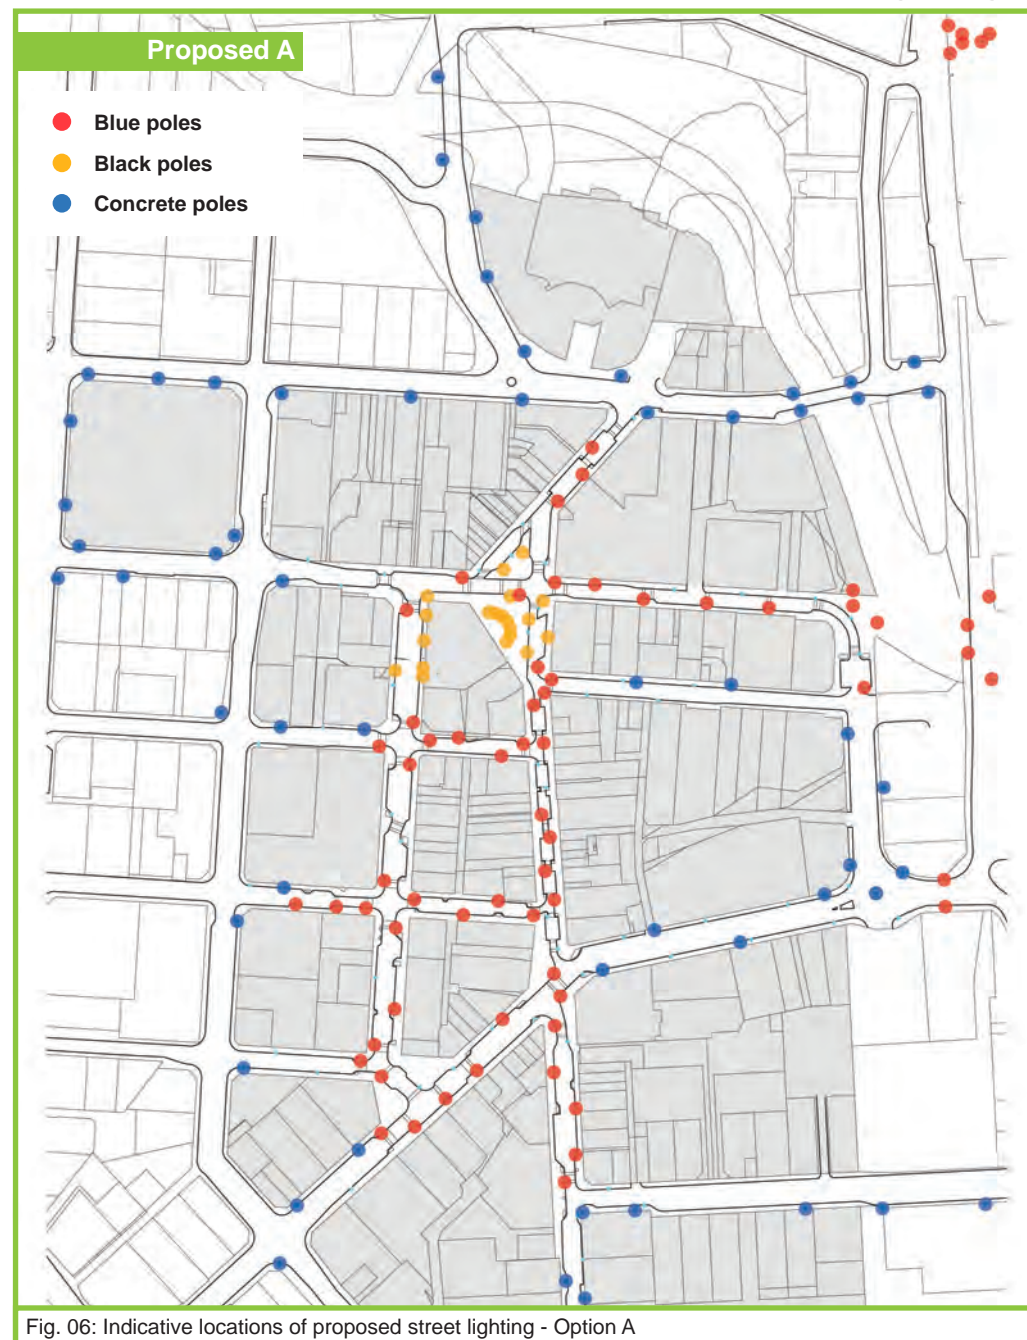 Proposed A
Blue poles
Black poles
Concrete poles
Fig. 06: Indicative locations of proposed street lighting - Option A